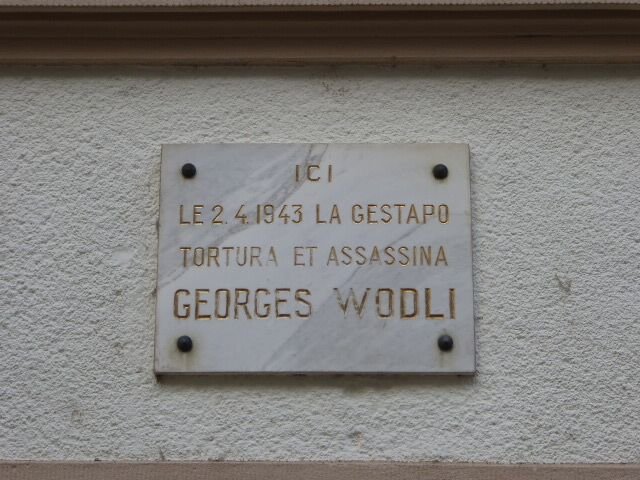 ICI
LE 2.4.1943 LA GESTAPO
TORTURA ET ASSASSINA
GEORGES WODLI